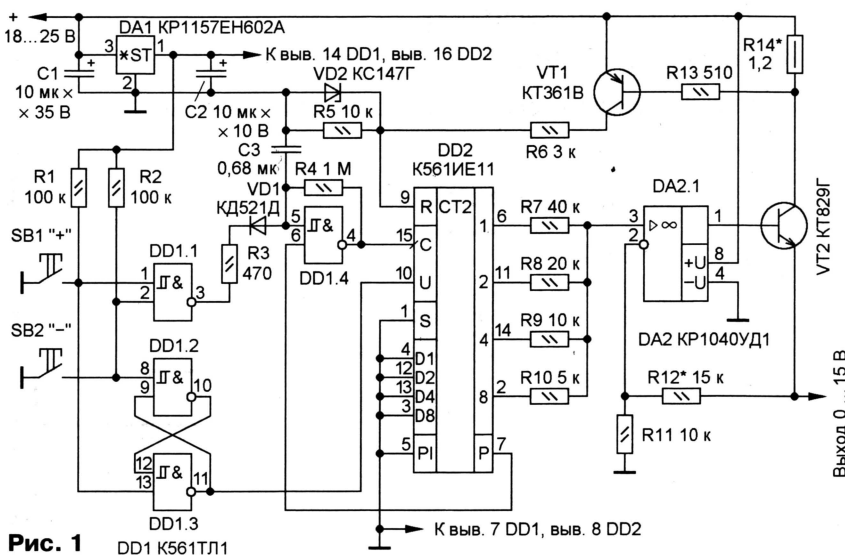 +
18...25 В
DA1 КР1157ЕН602А
3
*ST
1
2
К выв. 14 DD1, выв. 16 DD2
C1
10 мк ×
× 35 В
C2 10 мк ×
× 10 В
VD2 КС147Г
R5 10 к
C3
0,68 мк
VT1
КТ361В
R13 510
R14*
1,2
R6 3 к
R1
100 к
R2
100 к
R4 1 М
VD1
КД521Д
R3
470
DD2
К561ИЕ11
DA2.1
VT2 КТ829Г
SB1 "+"
SB2 "–"
1
2
&
3
DD1.1
5
6
&
4
DD1.4
DD1.2
8
9
&
10
12
13
&
11
DD1.3
9
R
15
C
10
U
1
S
4
D1
12
D2
13
D4
3
D8
5
PI
CT2
1
6
2
11
4
14
8
2
P
7
R7 40 к
R8 20 к
R9 10 к
R10 5 к
3
2
▷ ∞
1
+U
8
–U
4
DA2 КР1040УД1
R12* 15 к
R11 10 к
Выход 0 ... 15 В
К выв. 7 DD1, выв. 8 DD2
Рис. 1
DD1 К561ТЛ1